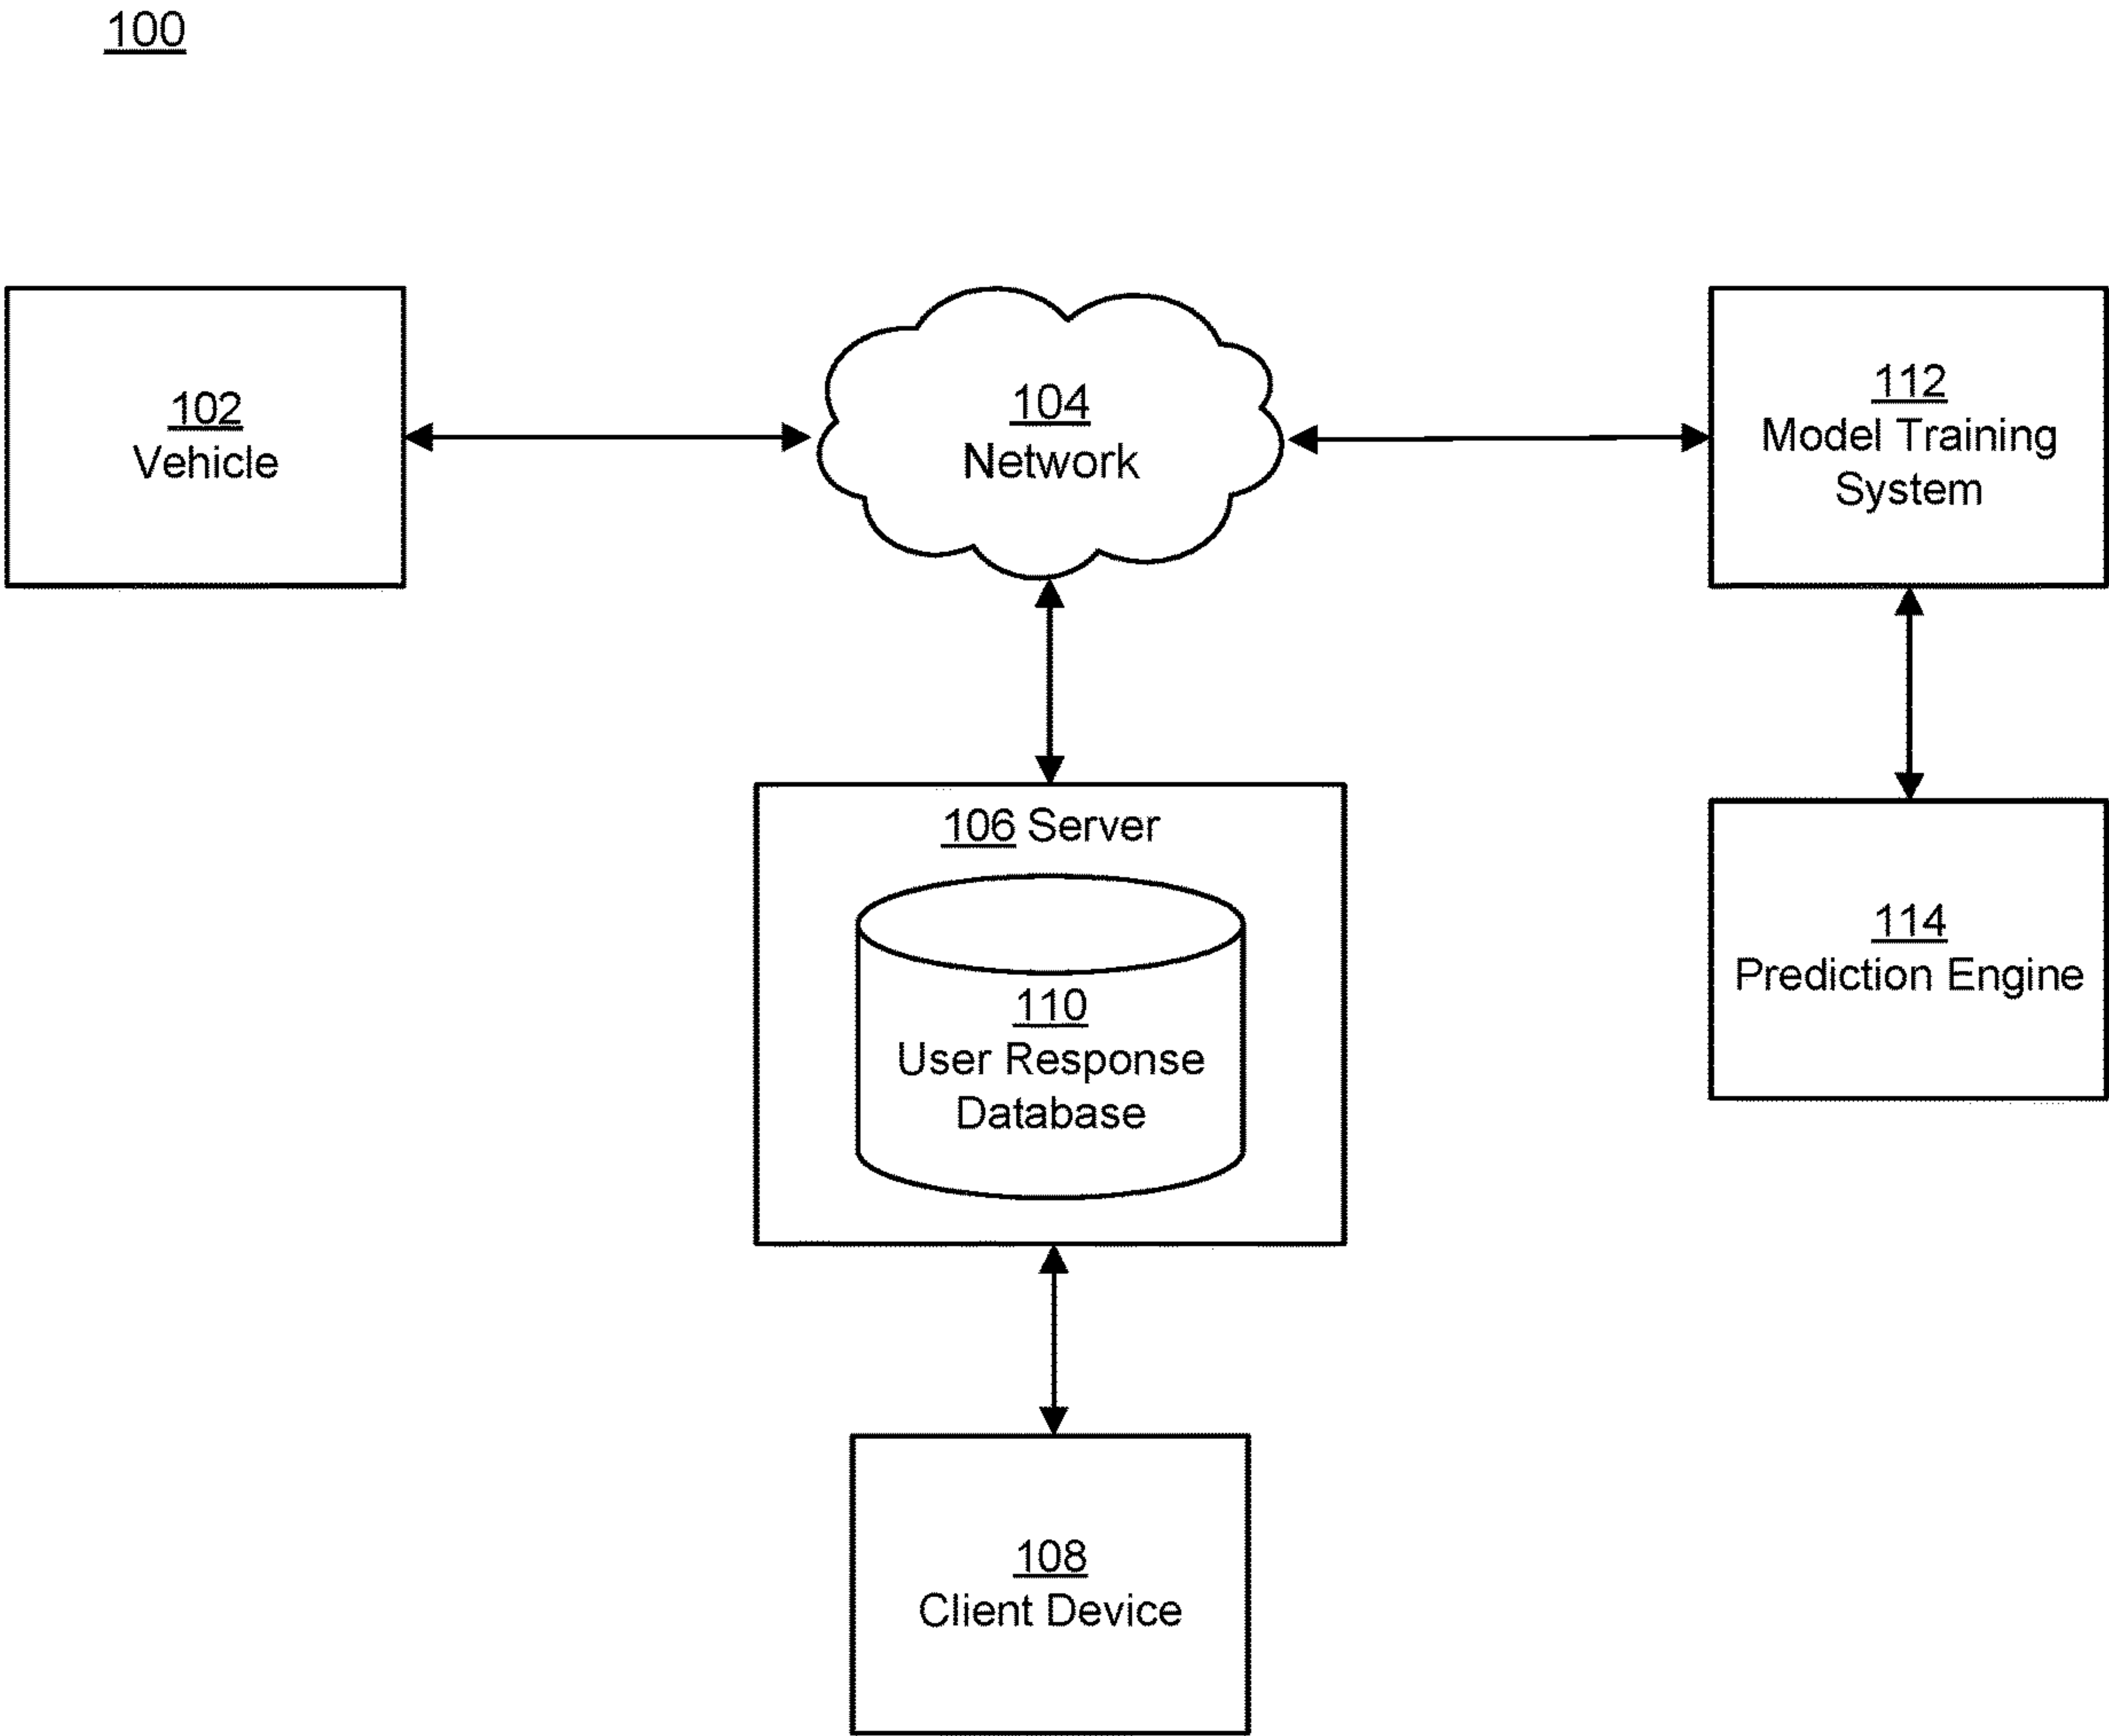 100
102
Vehicle
104
Network
112
Model Training
System
106 Server
110
User Response
Database
114
Prediction Engine
108
Client Device